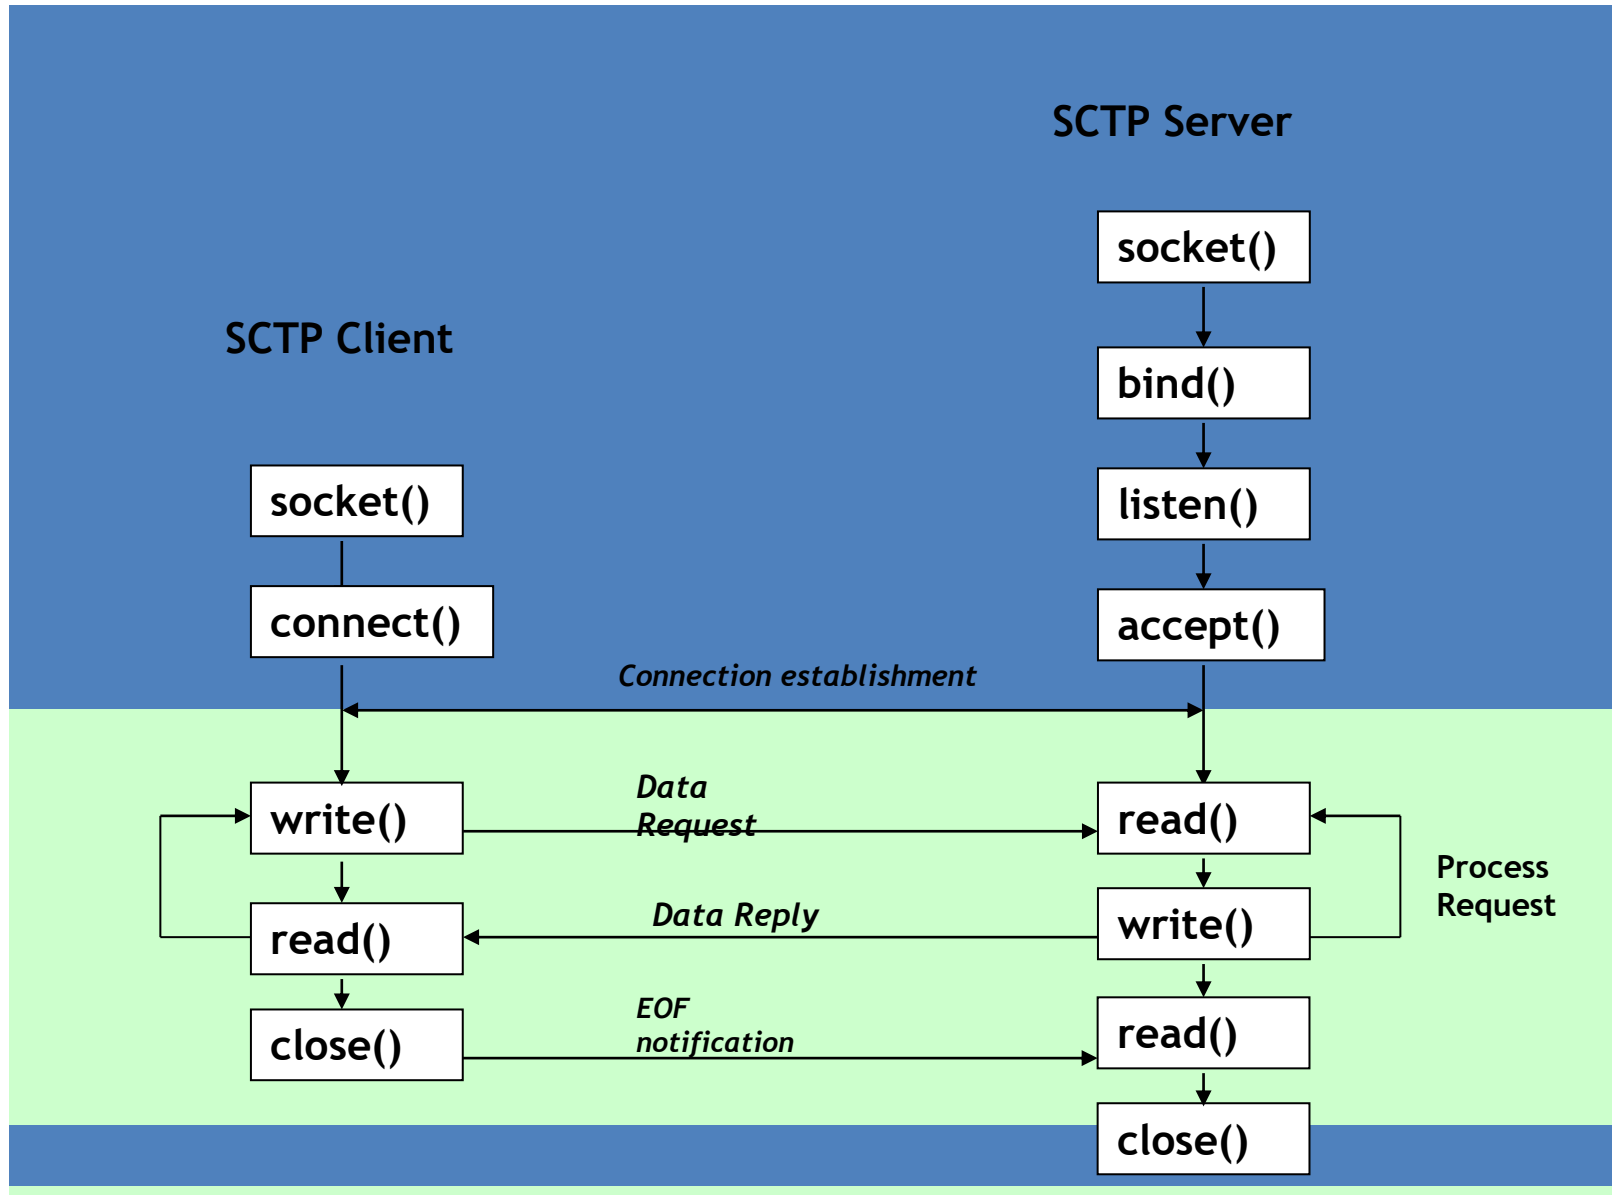 SCTP Server
socket()
bind()
SCTP Client
listen()
socket()
accept()
connect()
Connection establishment
Data
Request
write()
read()
Process
Request
Data Reply
read()
write()
EOF
notification
close()
read()
close()